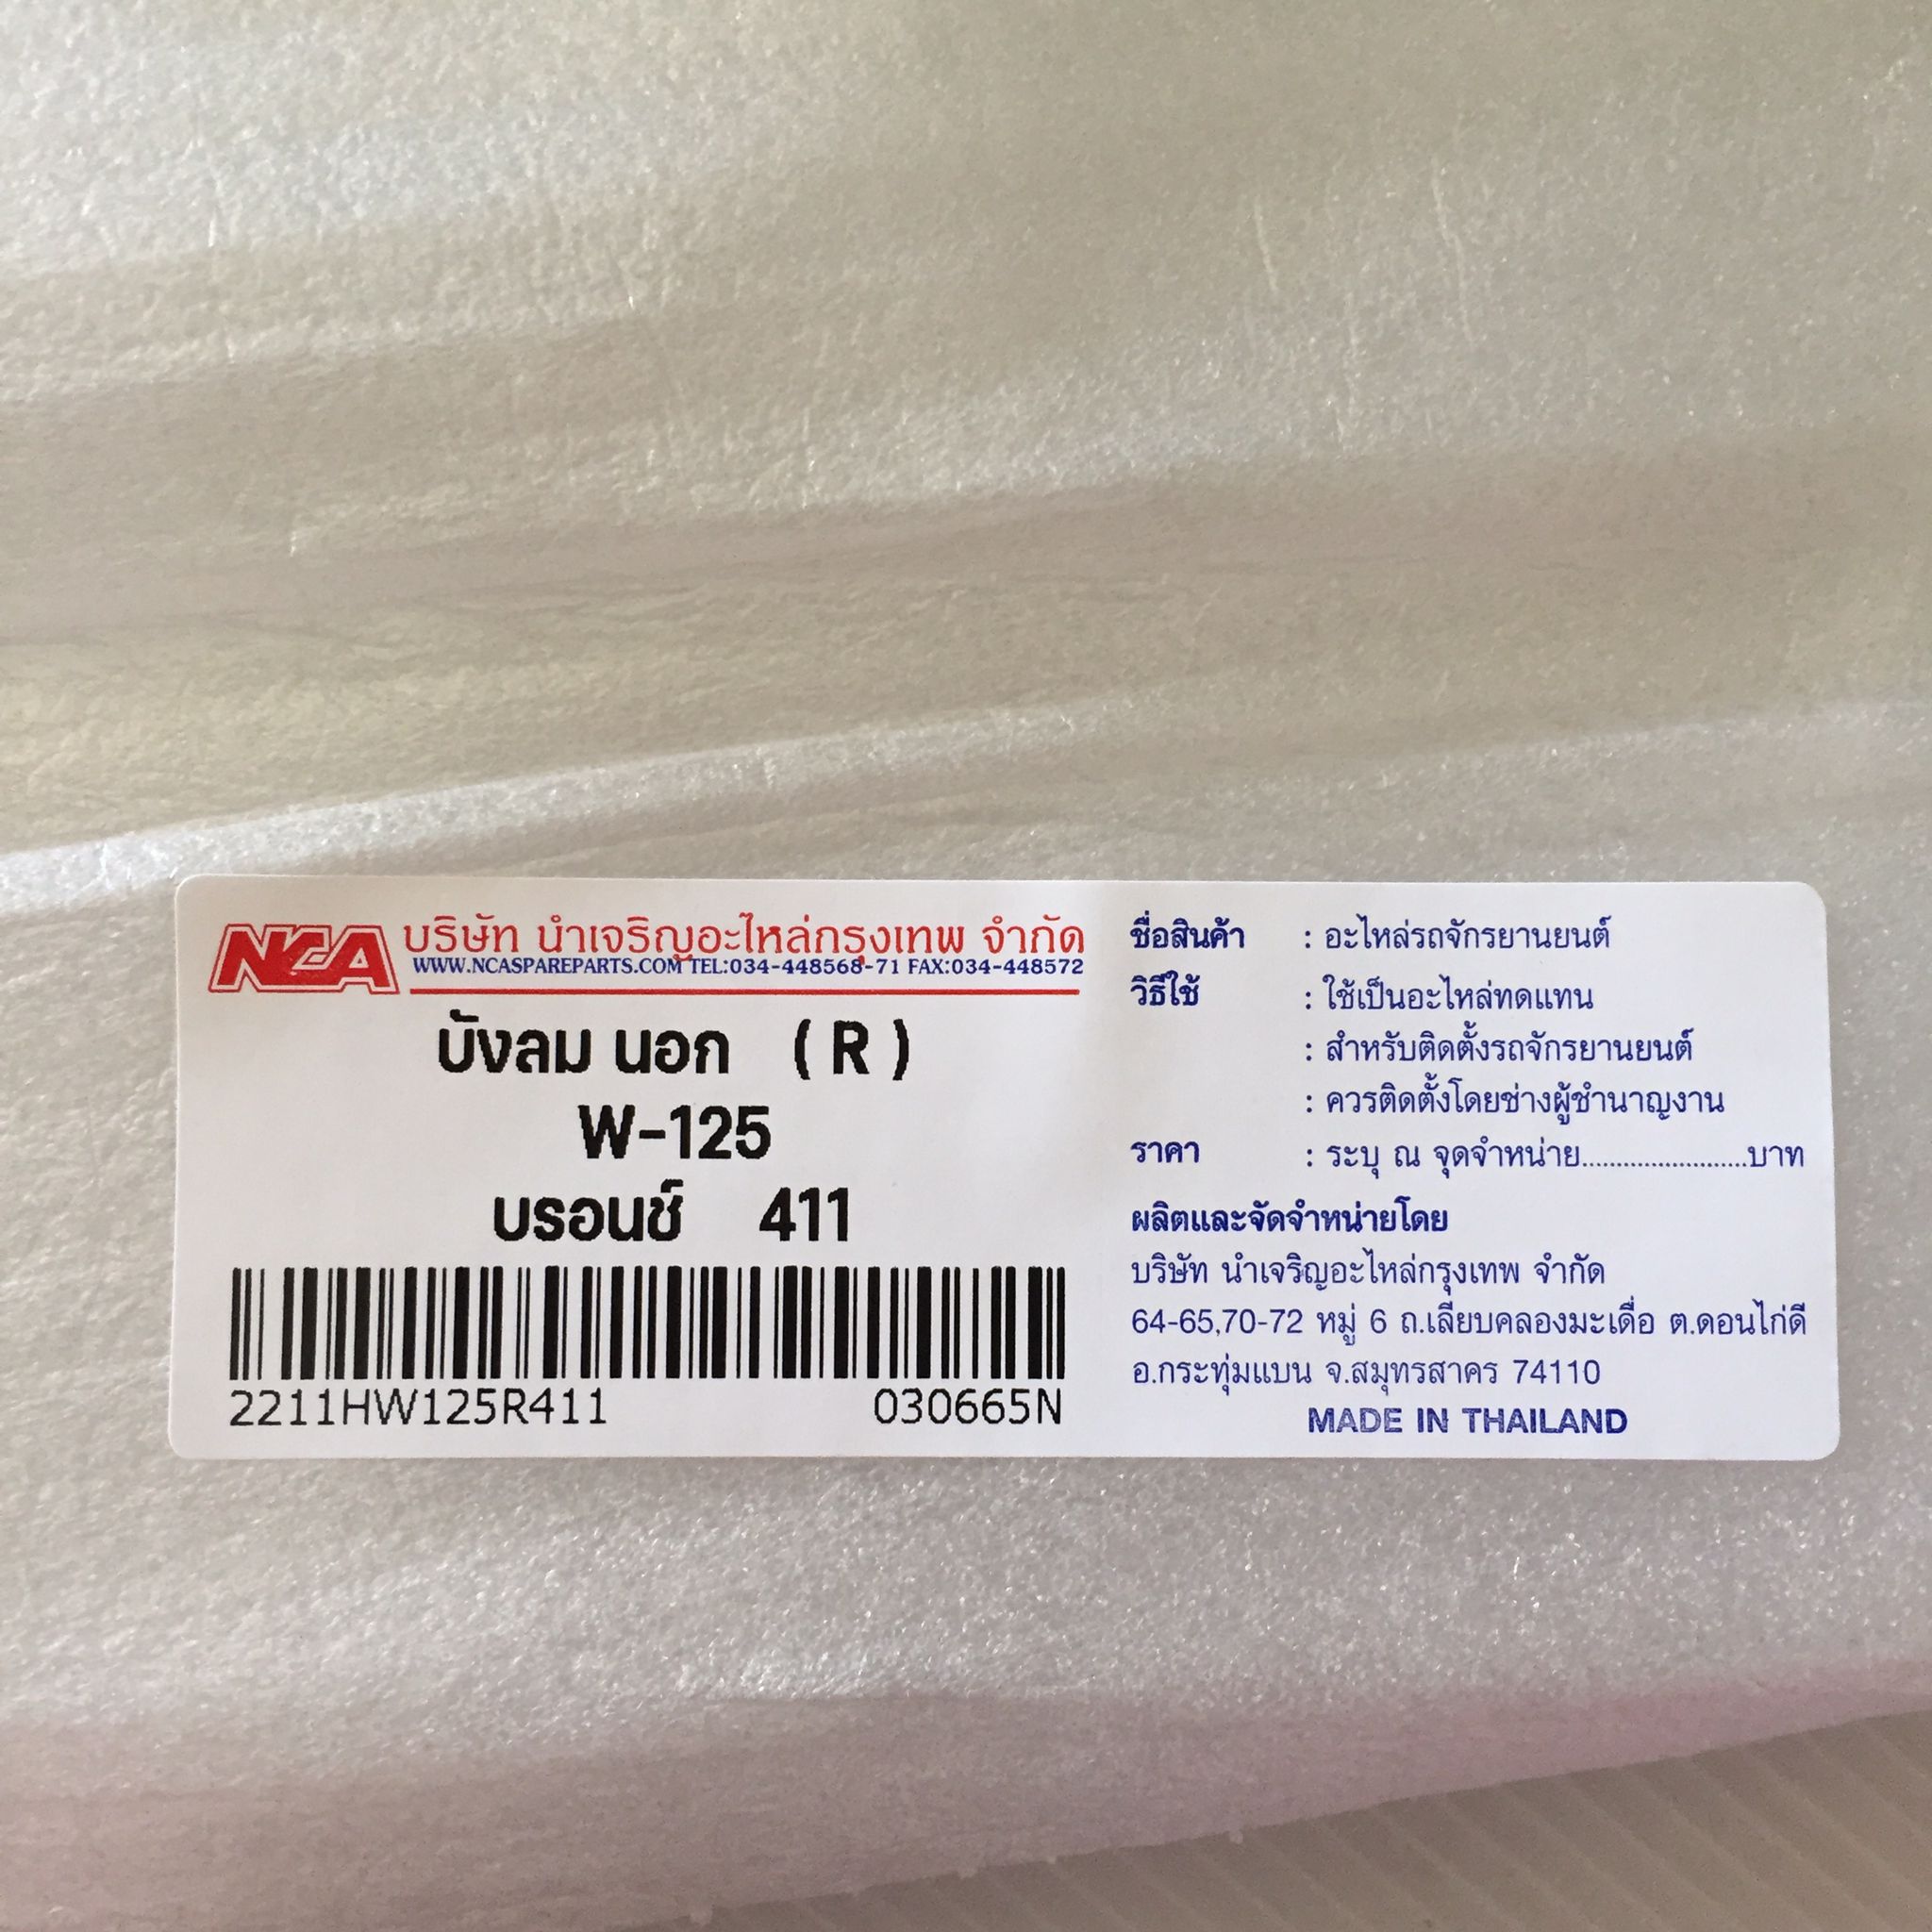 NCA บริษัท นำเจริญอะไหล่กรุงเทพ จำกัด
WWW.NCASPAREPARTS.COM TEL:034-448568-71 FAX:034-448572
บังลม นอก ( R )
W-125
บรอนซ์ 411
2211HW125R411 030665N
ชื่อสินค้า : อะไหล่รถจักรยานยนต์
วิธีใช้ : ใช้เป็นอะไหล่ทดแทน
: สำหรับติดตั้งรถจักรยานยนต์
: ควรติดตั้งโดยช่างผู้ชำนาญงาน
ราคา : ระบุ ณ จุดจำหน่าย........................บาท
ผลิตและจัดจำหน่ายโดย
บริษัท นำเจริญอะไหล่กรุงเทพ จำกัด
64-65,70-72 หมู่ 6 ถ.เลียบคลองมะเดื่อ ต.ดอนไก่ดี
อ.กระทุ่มแบน จ.สมุทรสาคร 74110
MADE IN THAILAND